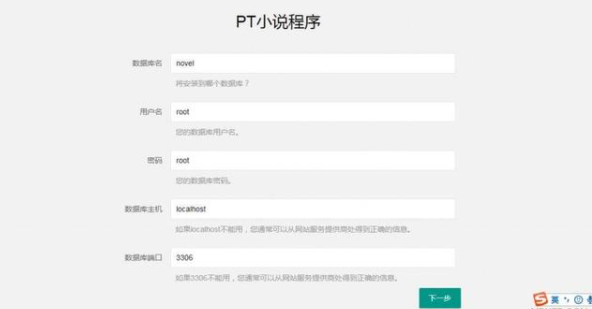 PT小说程序
数据库名 novel
将安装到哪个数据库？
用户名 root
您的数据库用户名。
密码 root
您的数据库密码。
数据库主机 localhost
如果localhost不能用，您通常可以从网站服务提供商处得到正确的信息。
数据库端口 3306
如果3306不能用，您通常可以从网站服务提供商处得到正确的信息。
下一步
S 英